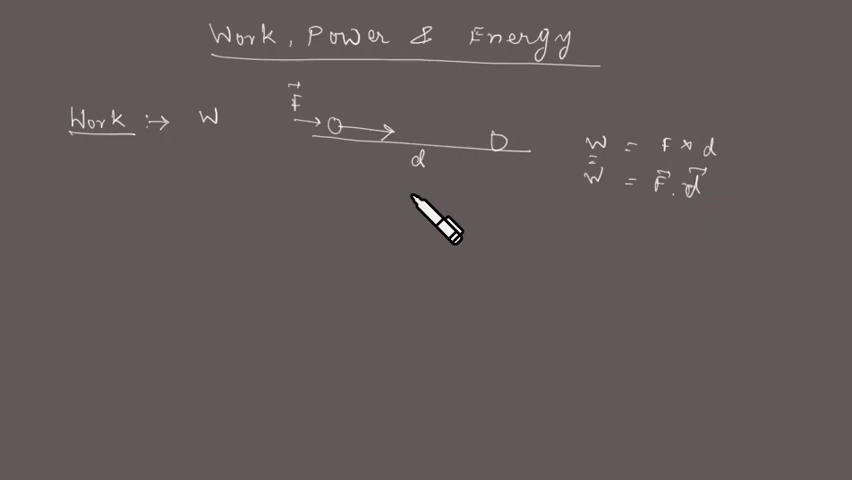 Work, Power & Energy
Work :→ W
F⃗
d
W = F × d
W = F⃗ . d⃗